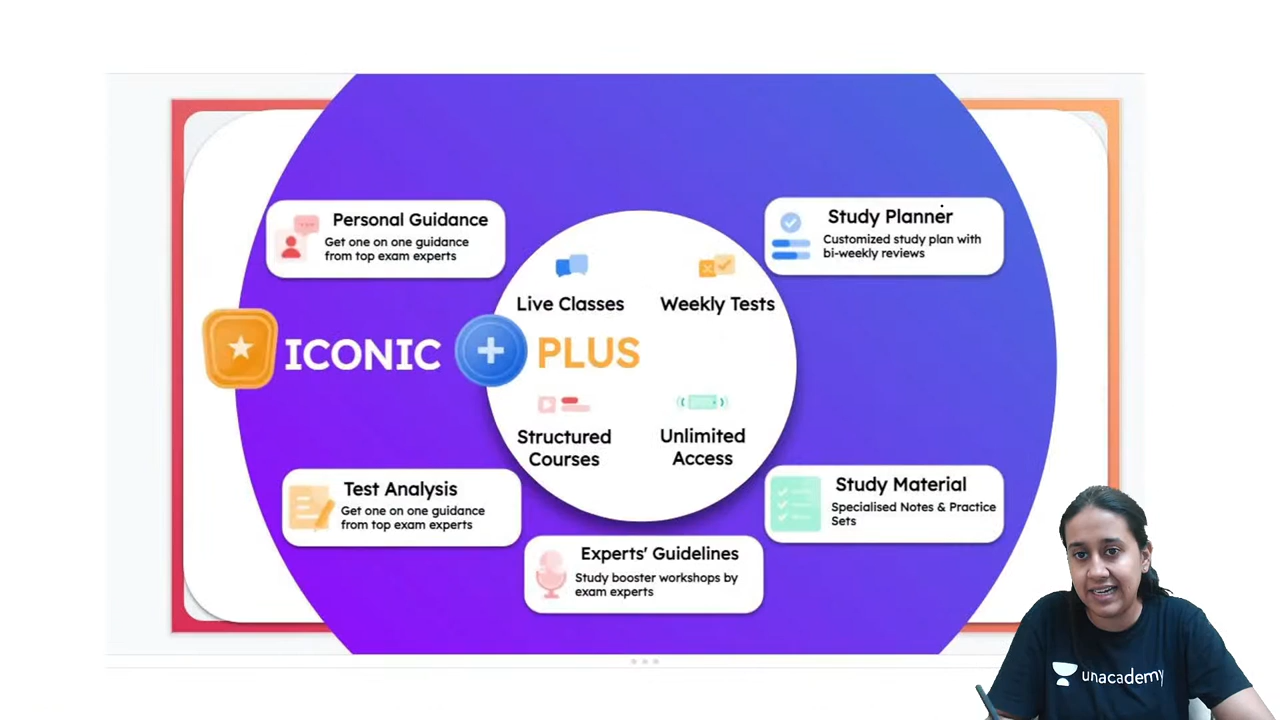 Personal Guidance
Get one on one guidance
from top exam experts
Study Planner
Customized study plan with
bi-weekly reviews
Live Classes
Weekly Tests
ICONIC
PLUS
Structured
Courses
Unlimited
Access
Test Analysis
Get one on one guidance
from top exam experts
Study Material
Specialised Notes & Practice
Sets
Experts' Guidelines
Study booster workshops by
exam experts
unacademy